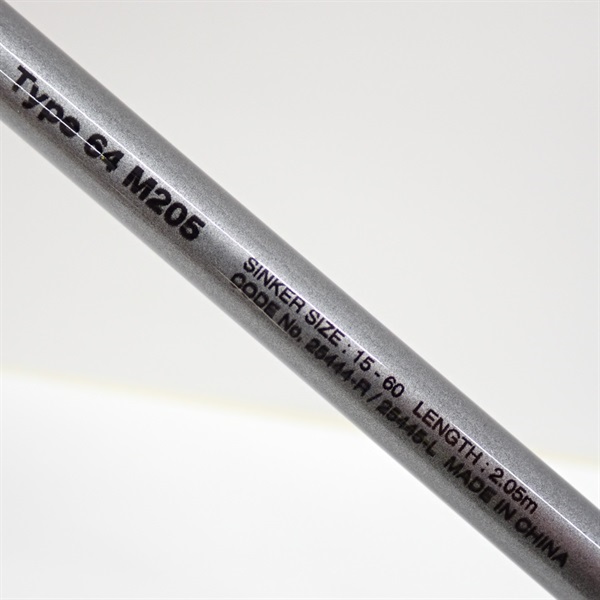 Type 64 M205
SINKER SIZE : 15 - 60 LENGTH : 2.05m
CODE No. 25444-R / 25445-L MADE IN CHINA